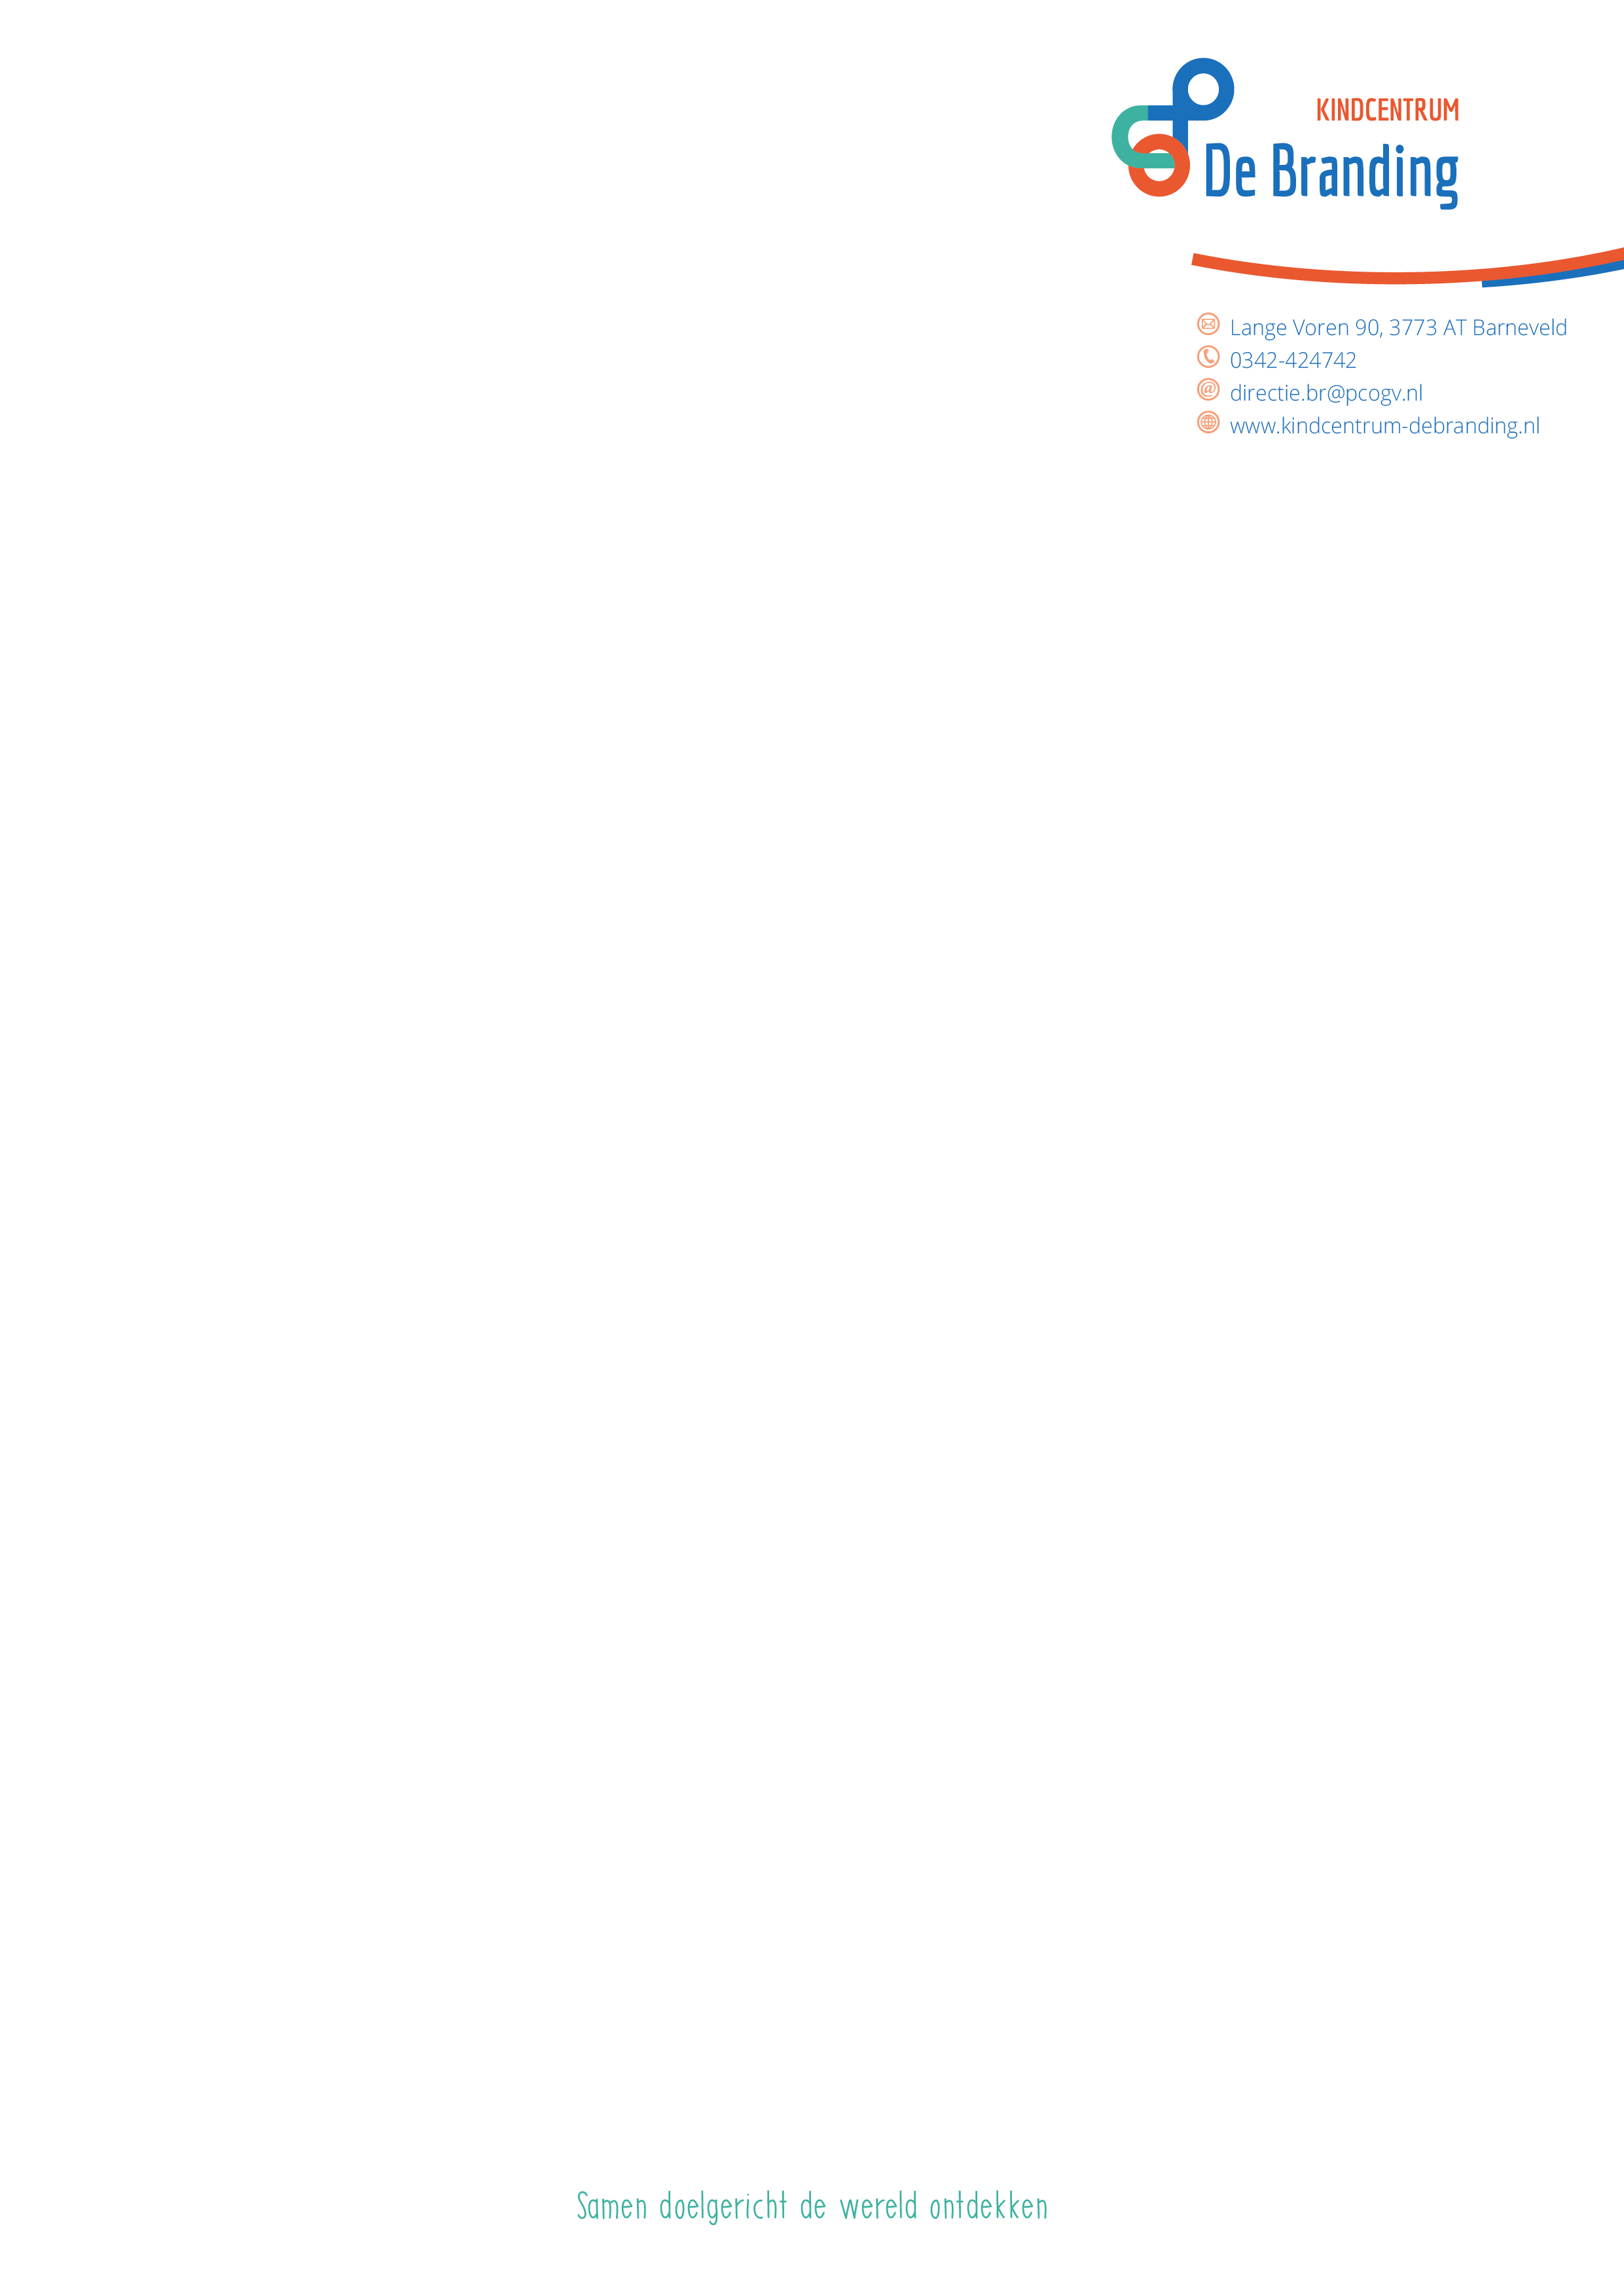 KINDCENTRUM
De Branding
Lange Voren 90, 3773 AT Barneveld
0342-424742
directie.br@pcogv.nl
www.kindcentrum-debranding.nl
Samen doelgericht de wereld ontdekken